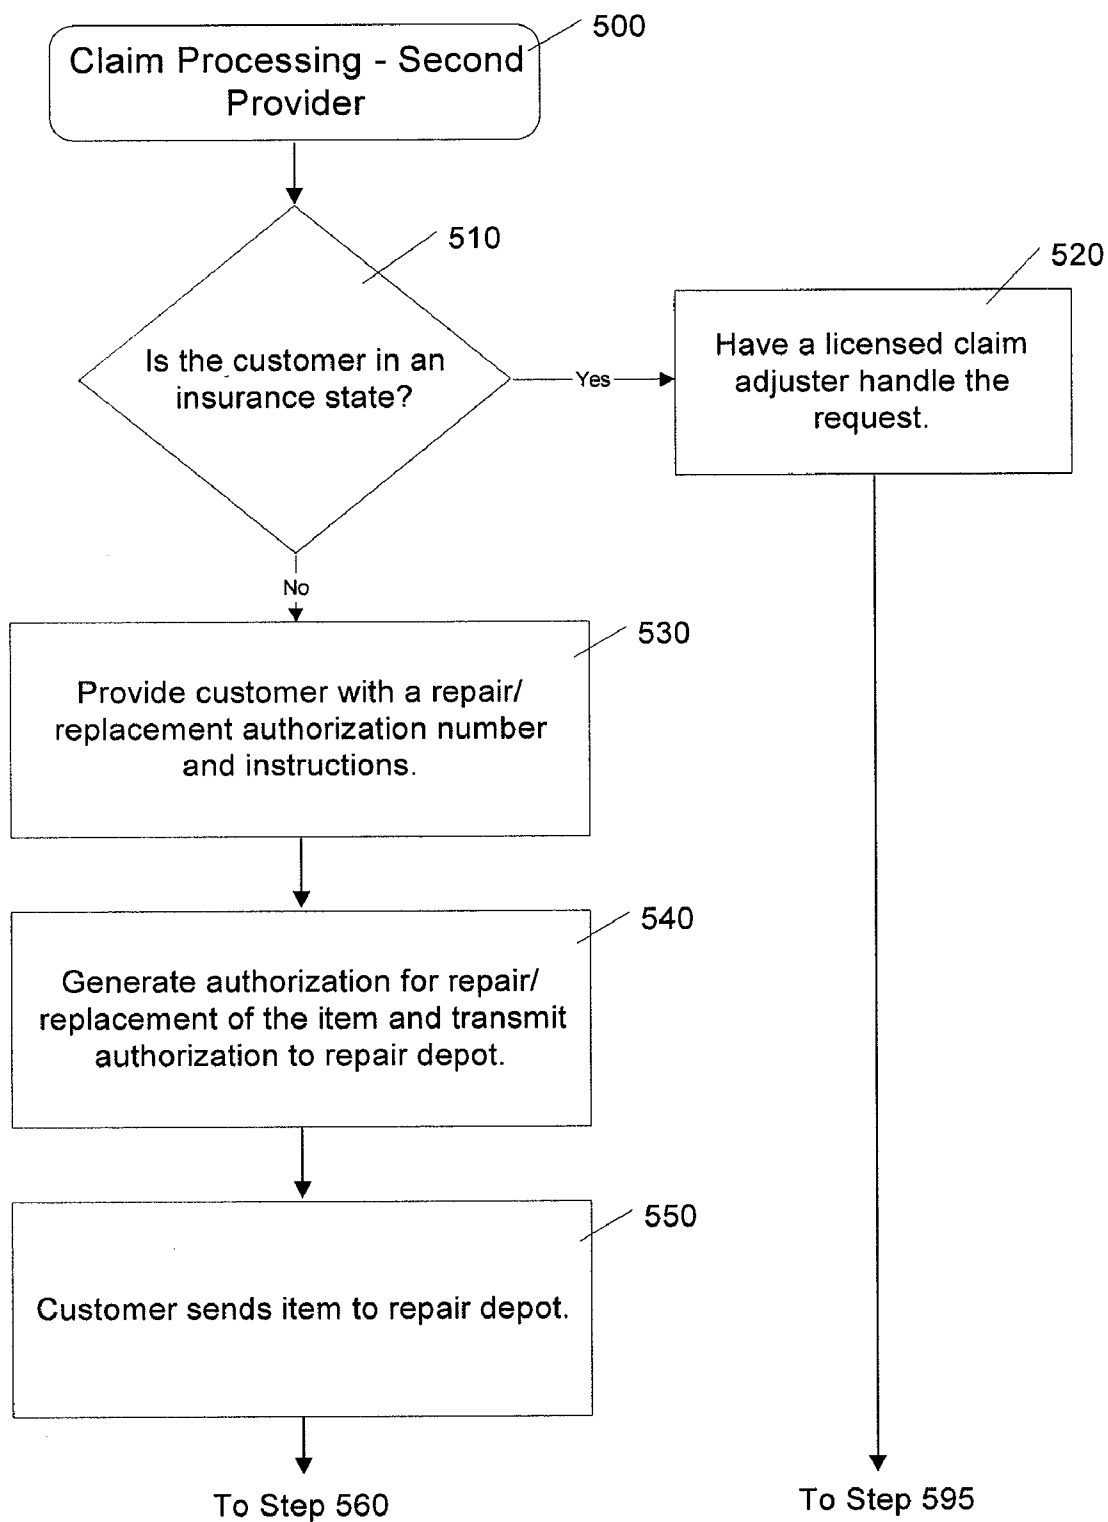 500
Claim Processing - Second
Provider
510
Is the customer in an
insurance state?
Yes
520
Have a licensed claim
adjuster handle the
request.
No
530
Provide customer with a repair/
replacement authorization number
and instructions.
540
Generate authorization for repair/
replacement of the item and transmit
authorization to repair depot.
550
Customer sends item to repair depot.
To Step 560
To Step 595